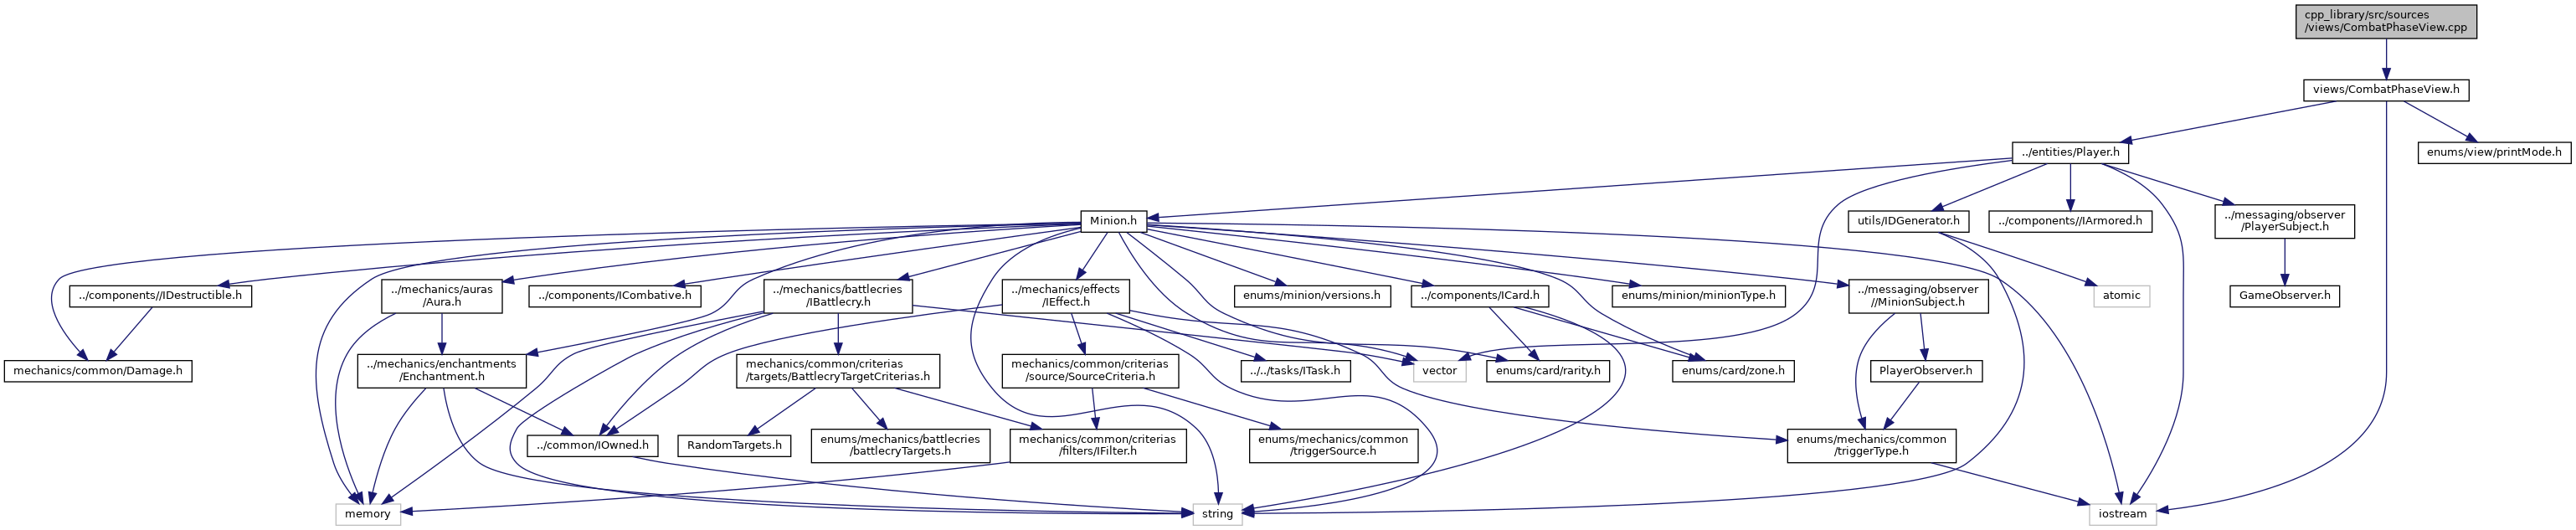 cpp_library/src/sources
/views/CombatPhaseView.cpp
views/CombatPhaseView.h
../entities/Player.h
enums/view/printMode.h
Minion.h
utils/IDGenerator.h
../components//IArmored.h
../messaging/observer
/PlayerSubject.h
../components//IDestructible.h
../mechanics/auras
/Aura.h
../components/ICombative.h
../mechanics/battlecries
/IBattlecry.h
../mechanics/effects
/IEffect.h
enums/minion/versions.h
../components/ICard.h
enums/minion/minionType.h
../messaging/observer
//MinionSubject.h
atomic
GameObserver.h
mechanics/common/Damage.h
../mechanics/enchantments
/Enchantment.h
mechanics/common/criterias
/targets/BattlecryTargetCriterias.h
mechanics/common/criterias
/source/SourceCriteria.h
../../tasks/ITask.h
vector
enums/card/rarity.h
enums/card/zone.h
PlayerObserver.h
../common/IOwned.h
RandomTargets.h
enums/mechanics/battlecries
/battlecryTargets.h
mechanics/common/criterias
/filters/IFilter.h
enums/mechanics/common
/triggerSource.h
enums/mechanics/common
/triggerType.h
memory
string
iostream